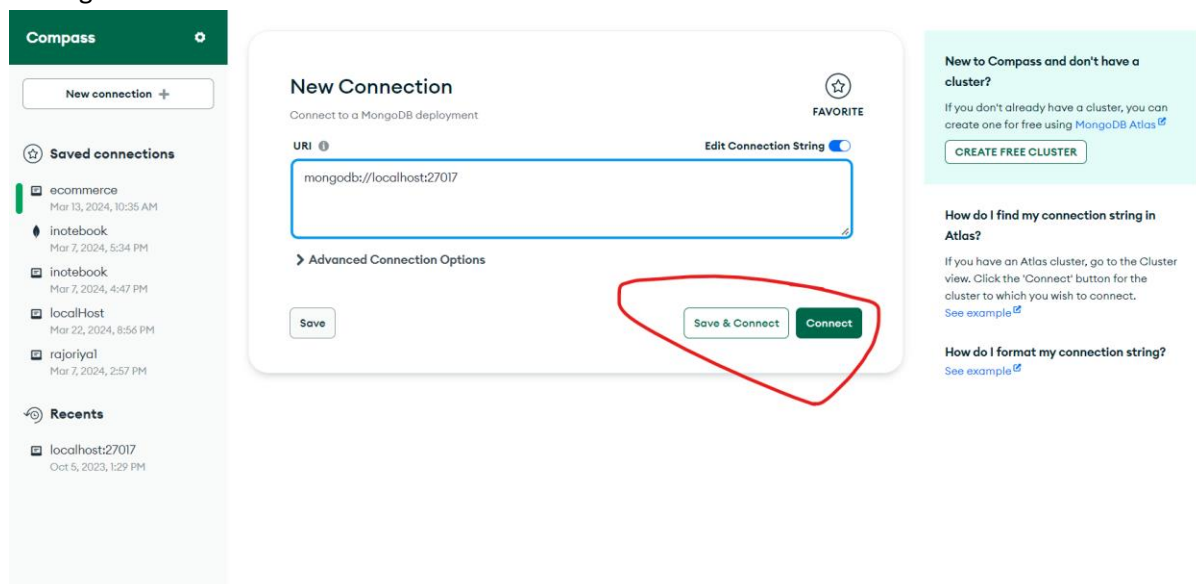 Compass
New connection +
Saved connections
ecommerce
Mar 13, 2024, 10:35 AM
inotebook
Mar 7, 2024, 5:34 PM
inotebook
Mar 7, 2024, 4:47 PM
localHost
Mar 22, 2024, 8:56 PM
rajoriya1
Mar 7, 2024, 2:57 PM
Recents
localhost:27017
Oct 5, 2023, 1:29 PM
New Connection
Connect to a MongoDB deployment
FAVORITE
URI
Edit Connection String
mongodb://localhost:27017
Advanced Connection Options
Save
Save & Connect
Connect
New to Compass and don't have a
cluster?
If you don't already have a cluster, you can
create one for free using MongoDB Atlas
CREATE FREE CLUSTER
How do I find my connection string in
Atlas?
If you have an Atlas cluster, go to the Cluster
view. Click the 'Connect' button for the
cluster to which you wish to connect.
See example
How do I format my connection string?
See example